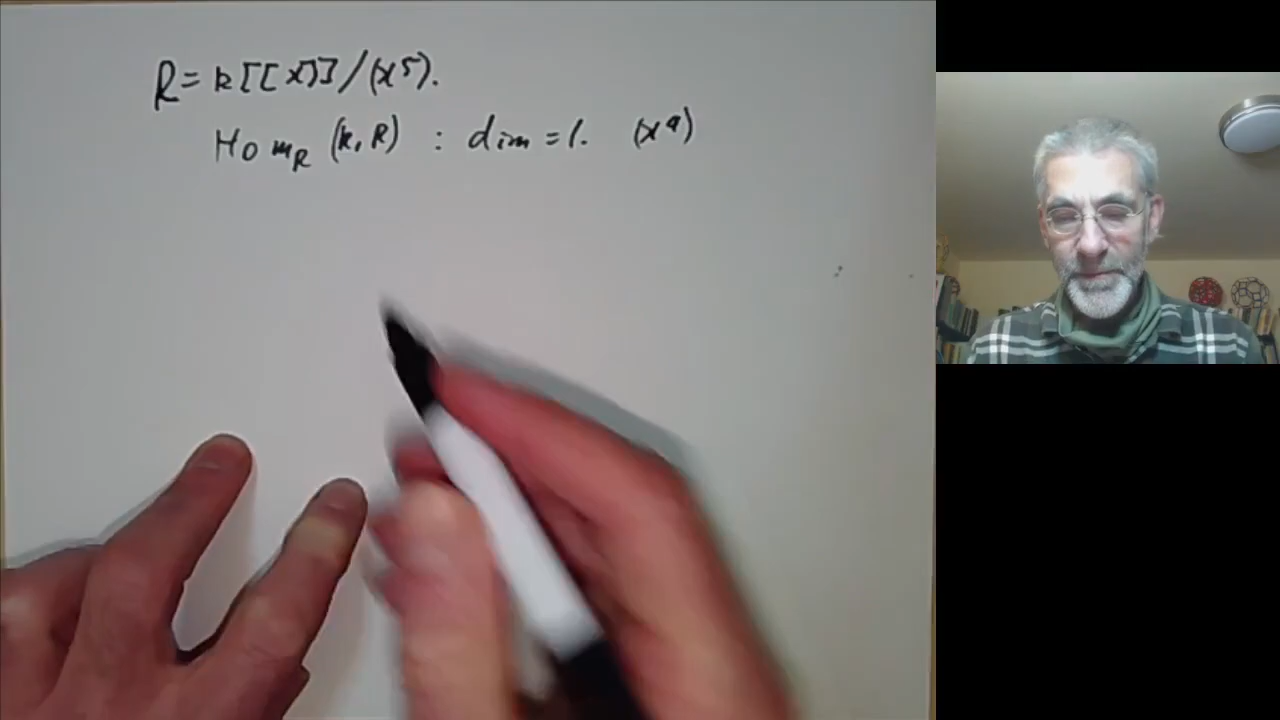 R = k[[x]]/(x⁵).
Hom_R (k, R) : dim = 1. (x⁴)